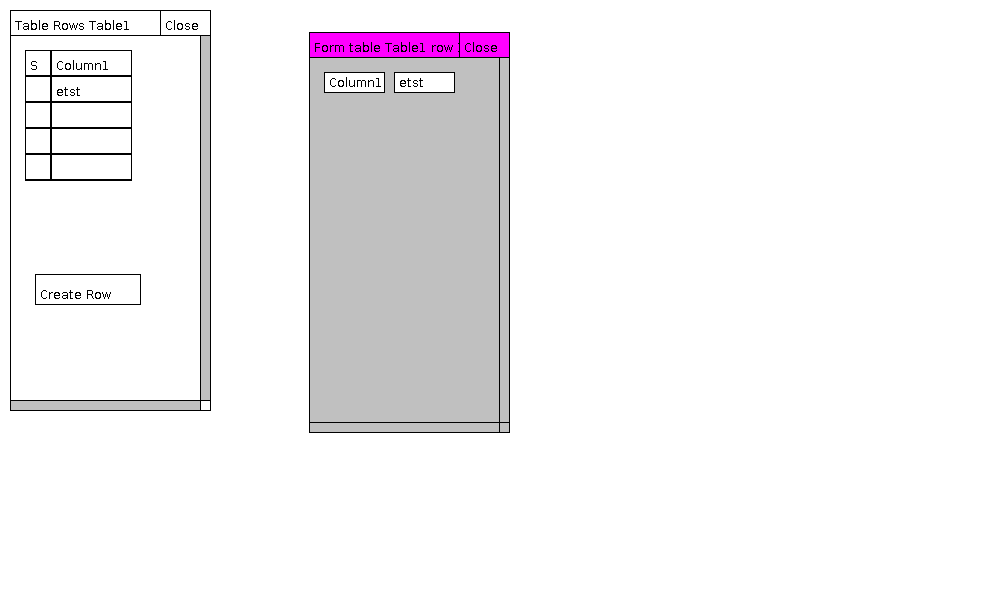 Table Rows Table1 Close
S Column1
etst
Create Row
Form table Table1 row Close
Column1 etst